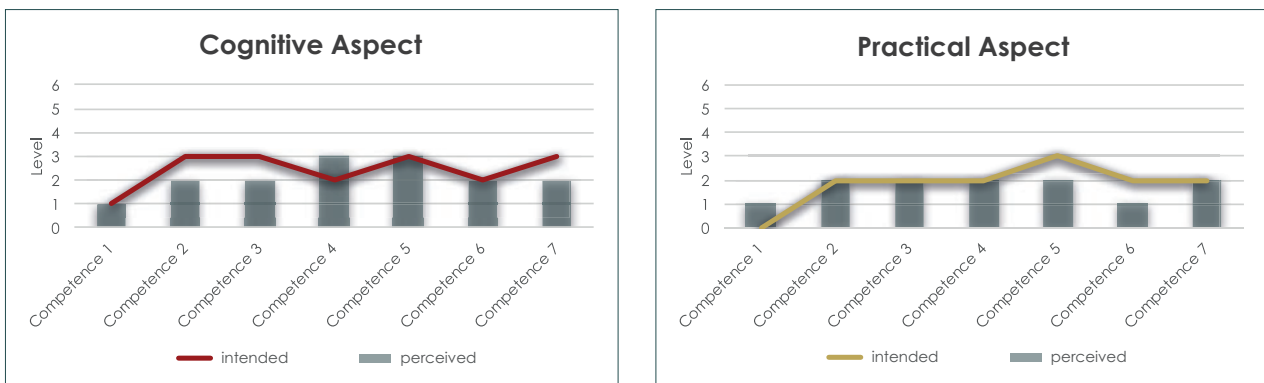 Cognitive Aspect
Level
6
5
4
3
2
1
0
Competence 1
Competence 2
Competence 3
Competence 4
Competence 5
Competence 6
Competence 7
intended
perceived
Practical Aspect
Level
6
5
4
3
2
1
0
Competence 1
Competence 2
Competence 3
Competence 4
Competence 5
Competence 6
Competence 7
intended
perceived